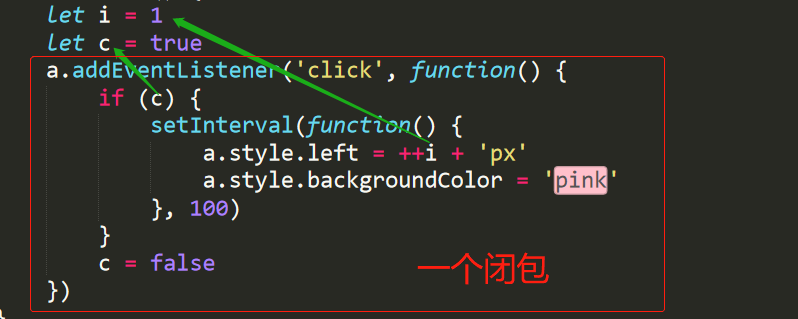 let i = 1
let c = true
a.addEventListener('click', function() {
if (c) {
setInterval(function() {
a.style.left = ++i + 'px'
a.style.backgroundColor = 'pink'
}, 100)
}
c = false
一个闭包
})
}